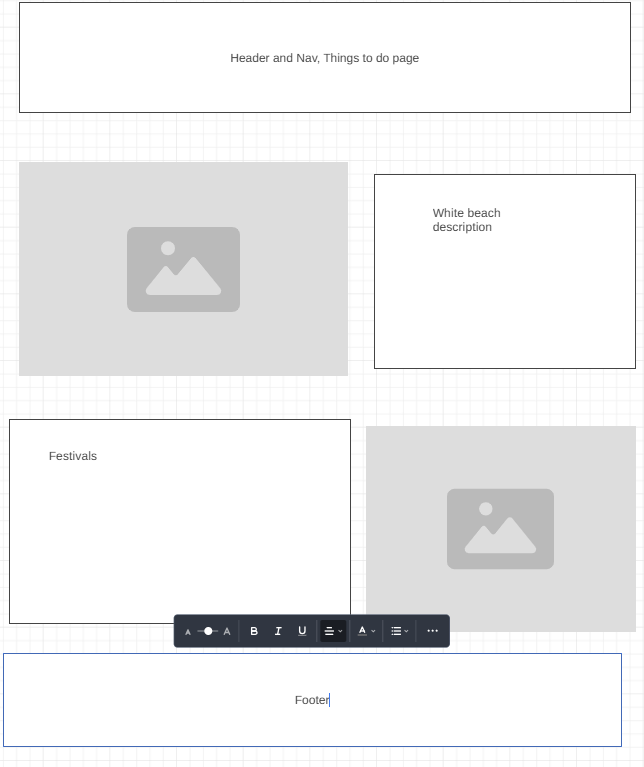 Header and Nav, Things to do page
White beach
description
Festivals
A A B I U A
Footer